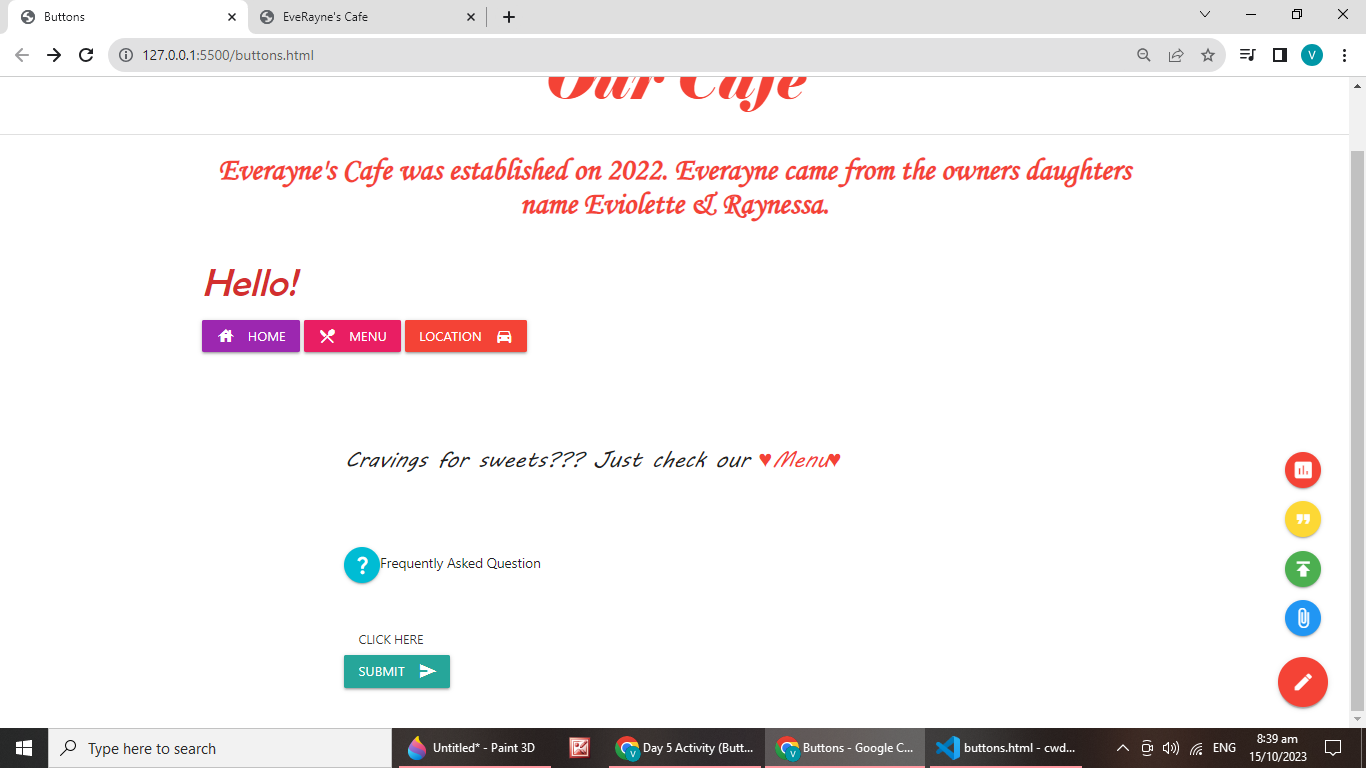 Buttons
EveRayne's Cafe
127.0.0.1:5500/buttons.html
V
Our Cafe
Everayne's Cafe was established on 2022. Everayne came from the owners daughters
name Eviolette & Raynessa.
Hello!
HOME MENU LOCATION
Cravings for sweets??? Just check our ♥Menu♥
? Frequently Asked Question
CLICK HERE
SUBMIT
Type here to search
Untitled* - Paint 3D
Day 5 Activity (Butt...
Buttons - Google C...
buttons.html - cwd...
ENG
8:39 am
15/10/2023